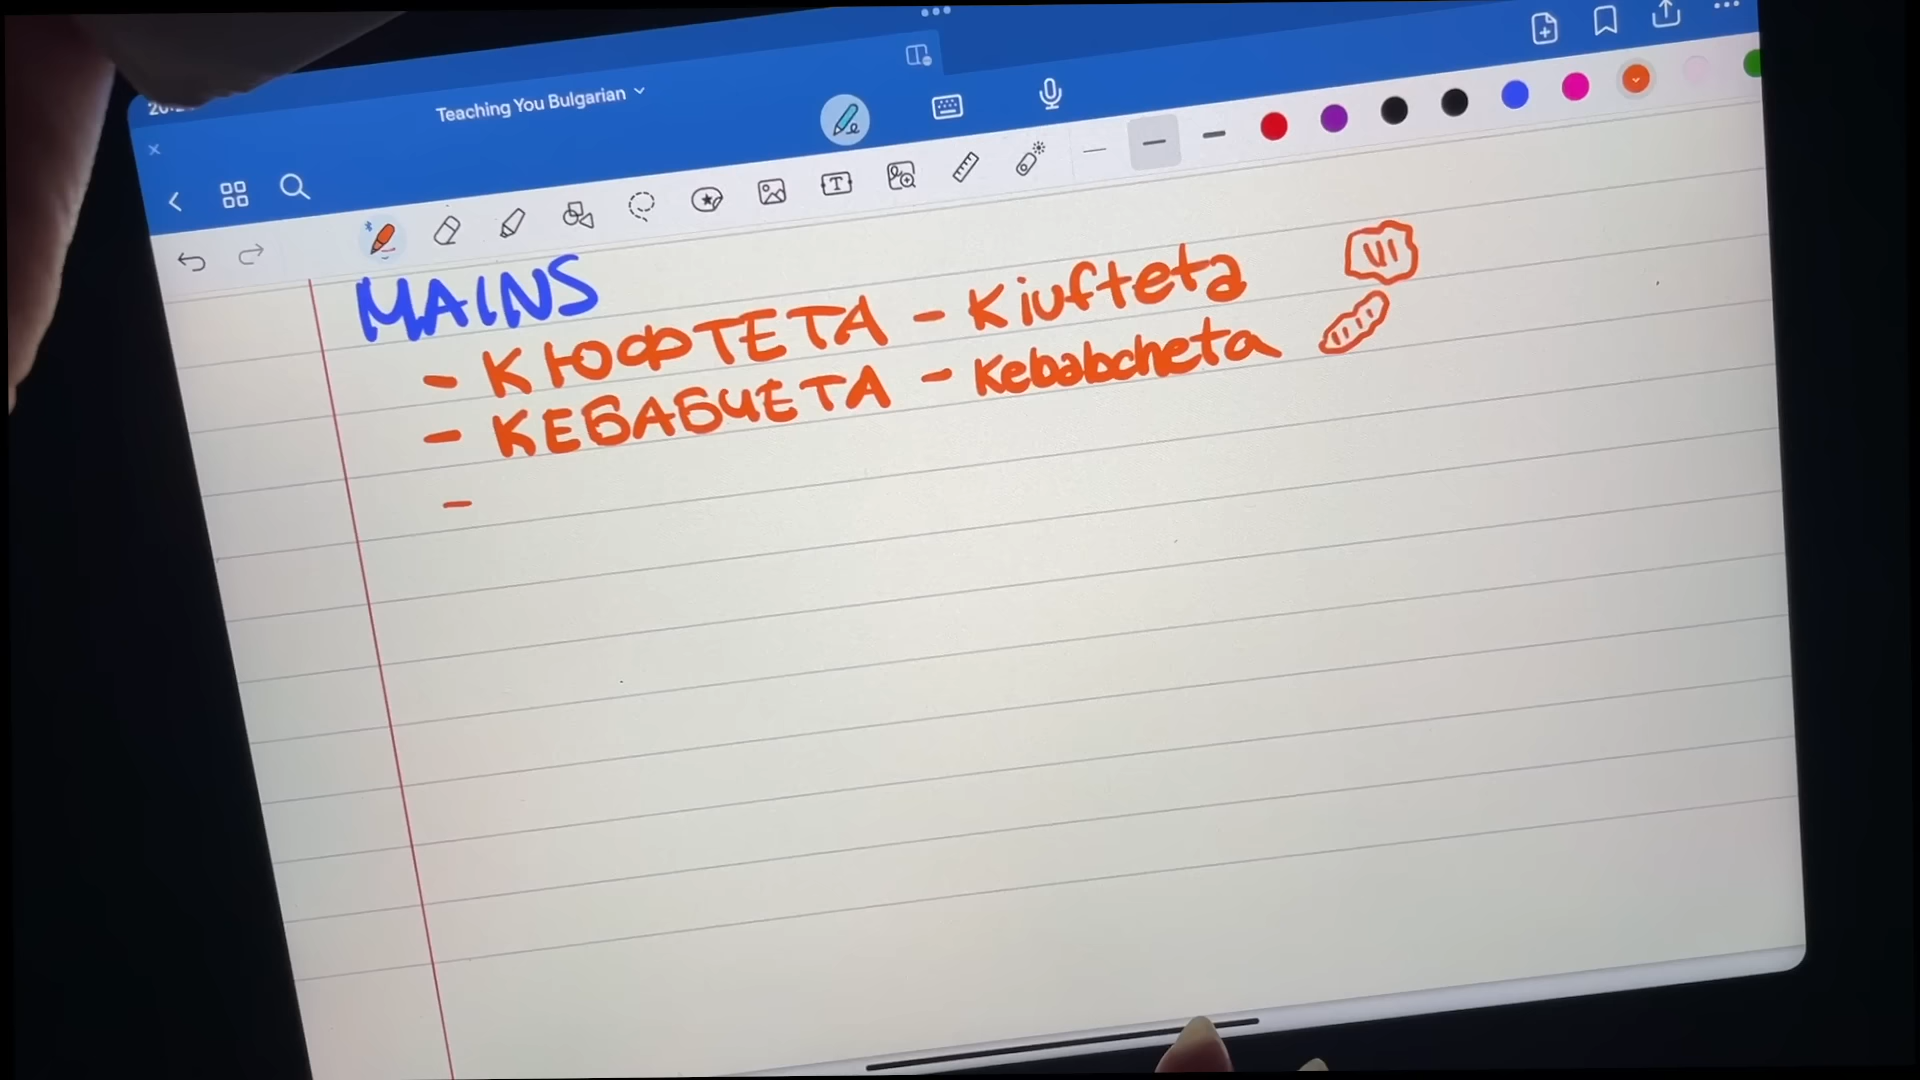 Teaching You Bulgarian
MAINS
- КЮФТЕТА - Kiufteta
- КЕБАБЧЕТА - Kebabcheta
-